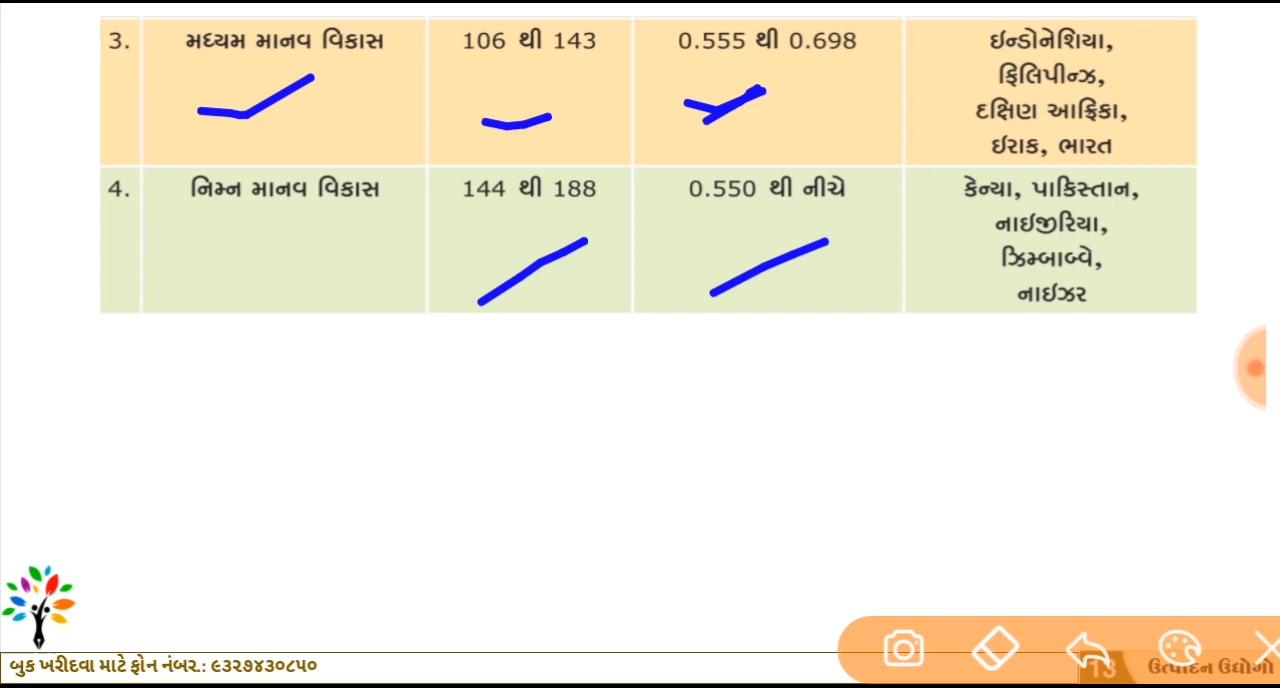 3. મધ્યમ માનવ વિકાસ 106 થી 143 0.555 થી 0.698 ઇન્ડોનેશિયા,
ફિલિપીન્ઝ,
દક્ષિણ આફ્રિકા,
ઇરાક, ભારત
4. નિમ્ન માનવ વિકાસ 144 થી 188 0.550 થી નીચે કેન્યા, પાકિસ્તાન,
નાઇજીરિયા,
ઝિમ્બાબ્વે,
નાઇઝર
બુક ખરીદવા માટે ફોન નંબર.: ૯૩૨૭૪૩૦૮૫૦ 13 ઉત્પાદન ઉદ્યોગો